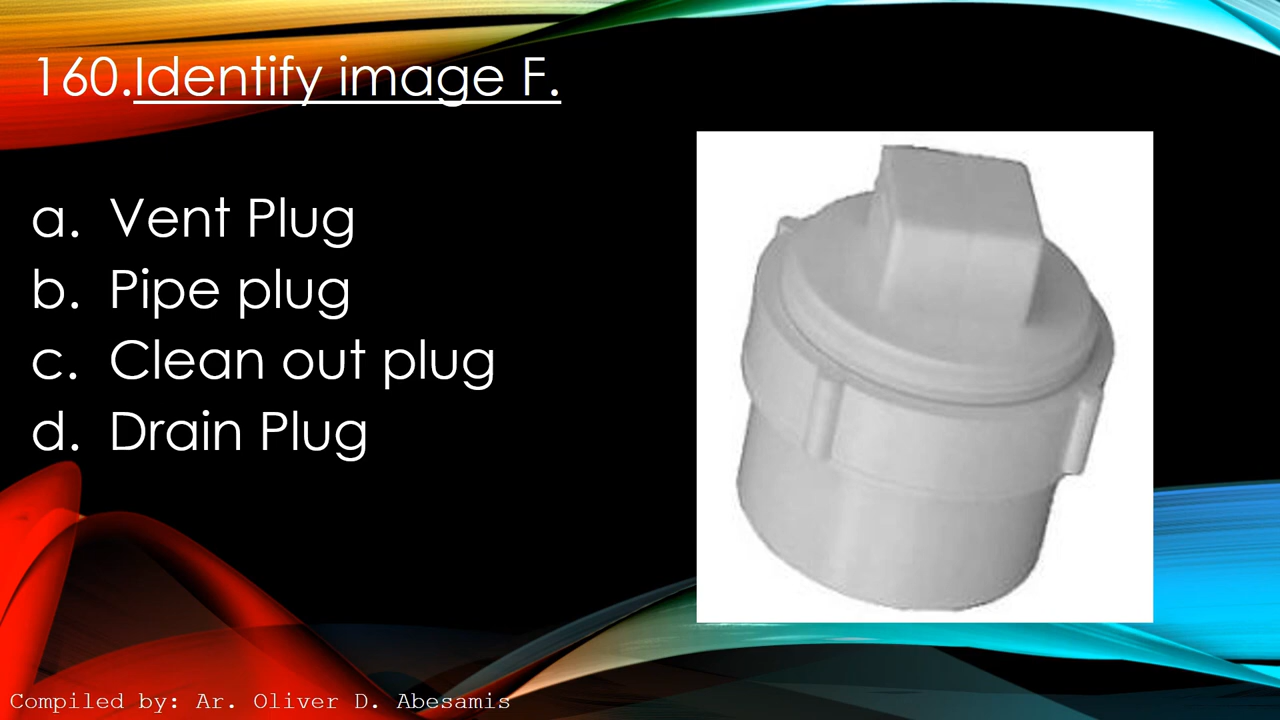 160.Identify image F.
a. Vent Plug
b. Pipe plug
c. Clean out plug
d. Drain Plug
Compiled by: Ar. Oliver D. Abesamis